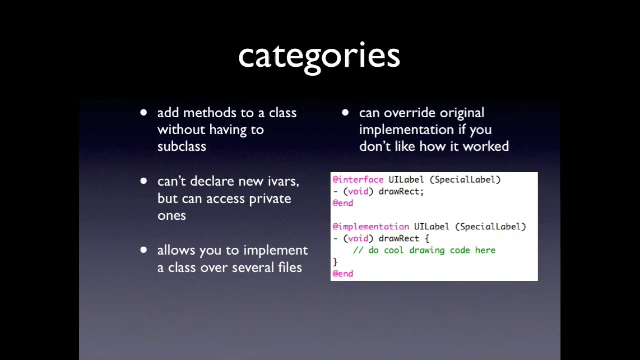 categories
• add methods to a class
without having to
subclass
• can't declare new ivars,
but can access private
ones
• allows you to implement
a class over several files
• can override original
implementation if you
don't like how it worked
@interface UILabel (SpecialLabel)
- (void) drawRect;
@end
@implementation UILabel (SpecialLabel)
- (void) drawRect {
// do cool drawing code here
}
@end